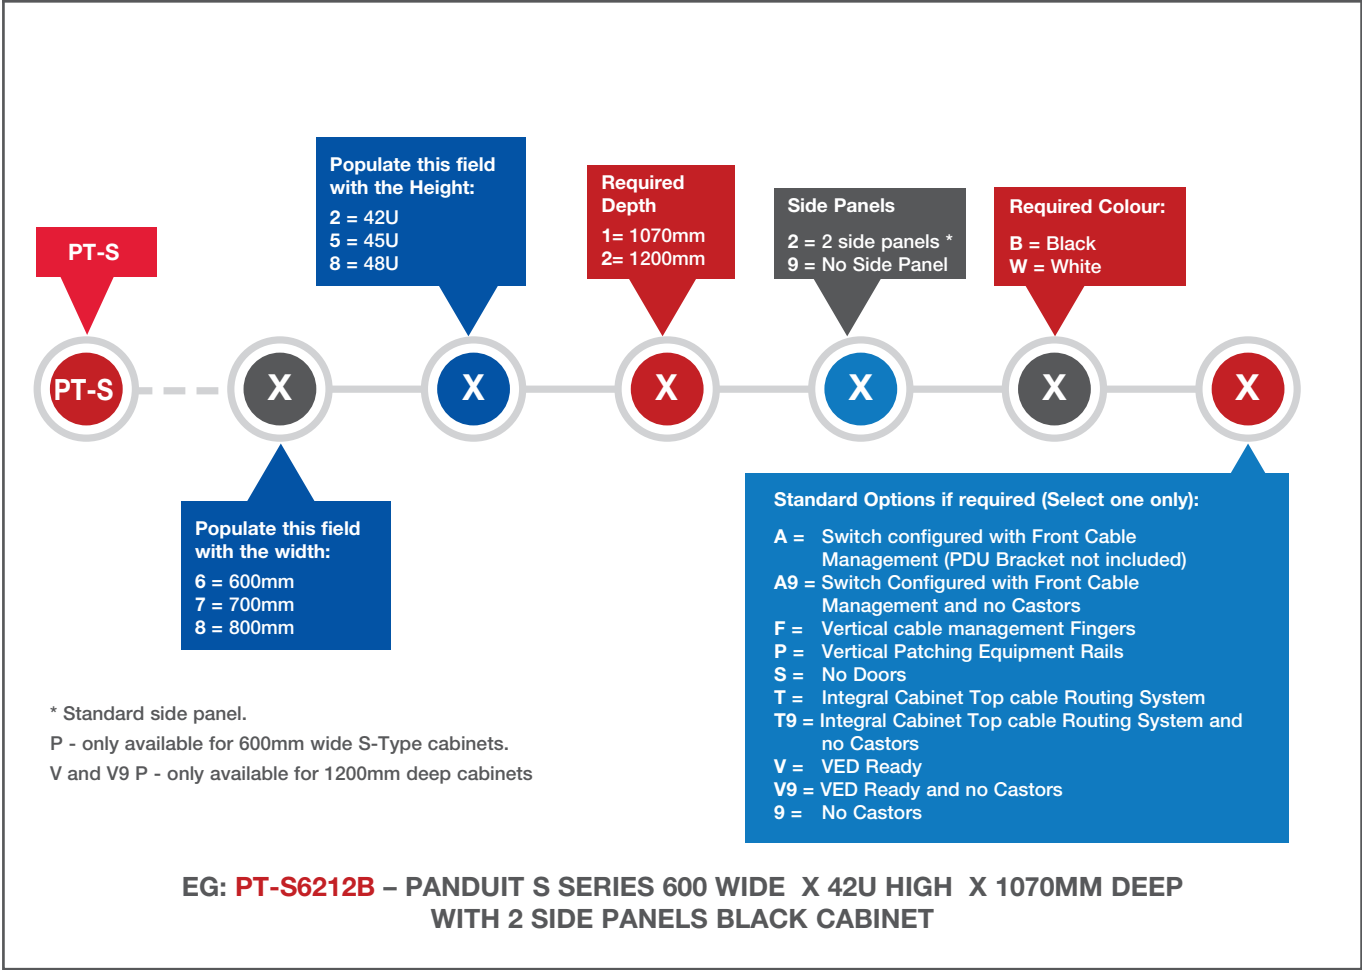 Populate this field
with the Height:
2 = 42U
5 = 45U
8 = 48U
Required
Depth
1= 1070mm
2= 1200mm
Side Panels
2 = 2 side panels *
9 = No Side Panel
Required Colour:
B = Black
W = White
PT-S
PT-S
X
X
X
X
X
X
Populate this field
with the width:
6 = 600mm
7 = 700mm
8 = 800mm
Standard Options if required (Select one only):
A = Switch configured with Front Cable
Management (PDU Bracket not included)
A9 = Switch Configured with Front Cable
Management and no Castors
F = Vertical cable management Fingers
P = Vertical Patching Equipment Rails
S = No Doors
T = Integral Cabinet Top cable Routing System
T9 = Integral Cabinet Top cable Routing System and
no Castors
V = VED Ready
V9 = VED Ready and no Castors
9 = No Castors
* Standard side panel.
P - only available for 600mm wide S-Type cabinets.
V and V9 P - only available for 1200mm deep cabinets
EG: PT-S6212B – PANDUIT S SERIES 600 WIDE X 42U HIGH X 1070MM DEEP
WITH 2 SIDE PANELS BLACK CABINET